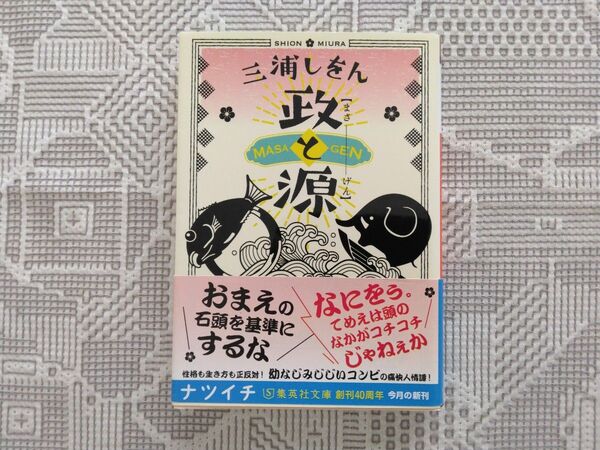 SHION MIURA
三浦しをん
政と源
【まさ——げん】
MASA GEN
おまえの
石頭を基準に
するな
なにをぅ。
てめえは頭の
なかがコチコチ
じゃねぇか
性格も生き方も正反対！幼なじみじじいコンビの痛快人情譚！
ナツイチ S集英社文庫 創刊40周年 今月の新刊